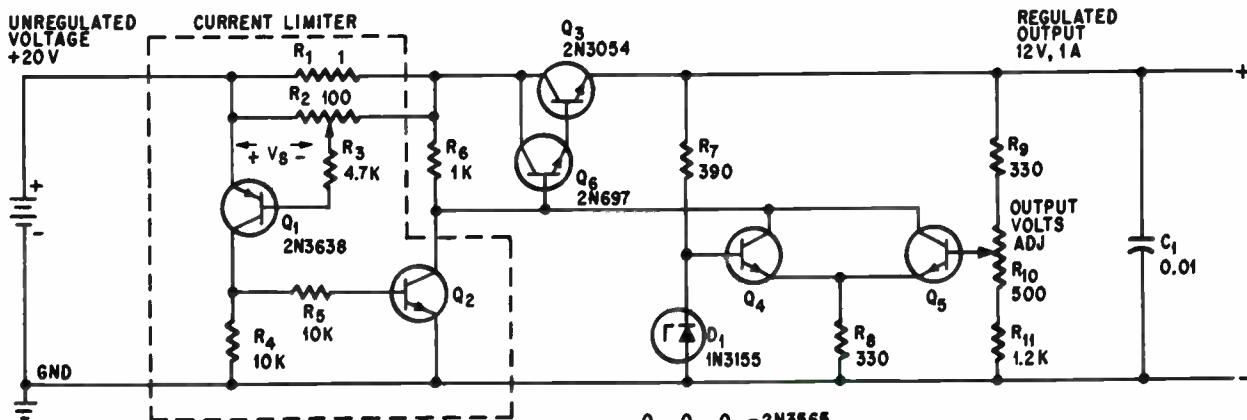 UNREGULATED
VOLTAGE
+20V
CURRENT LIMITER
R1 1
R2 100
+ VS -
R3
4.7K
Q1
2N3638
R4
10K
R5
10K
Q2
R6
1K
Q3
2N3054
Q6
2N697
R7
390
D1
1N3155
Q4
Q5
R8
330
R9
330
OUTPUT
VOLTS
ADJ
R10
500
R11
1.2K
C1
0.01
REGULATED
OUTPUT
12V, 1A
+
-
+
-
GND